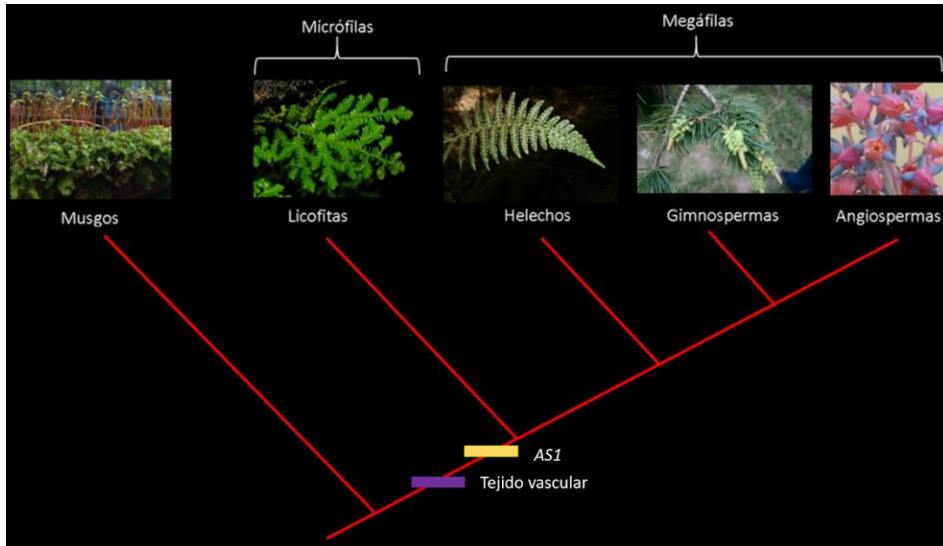 Micrófilas
Megáfilas
Musgos
Licofitas
Helechos
Gimnospermas
Angiospermas
AS1
Tejido vascular